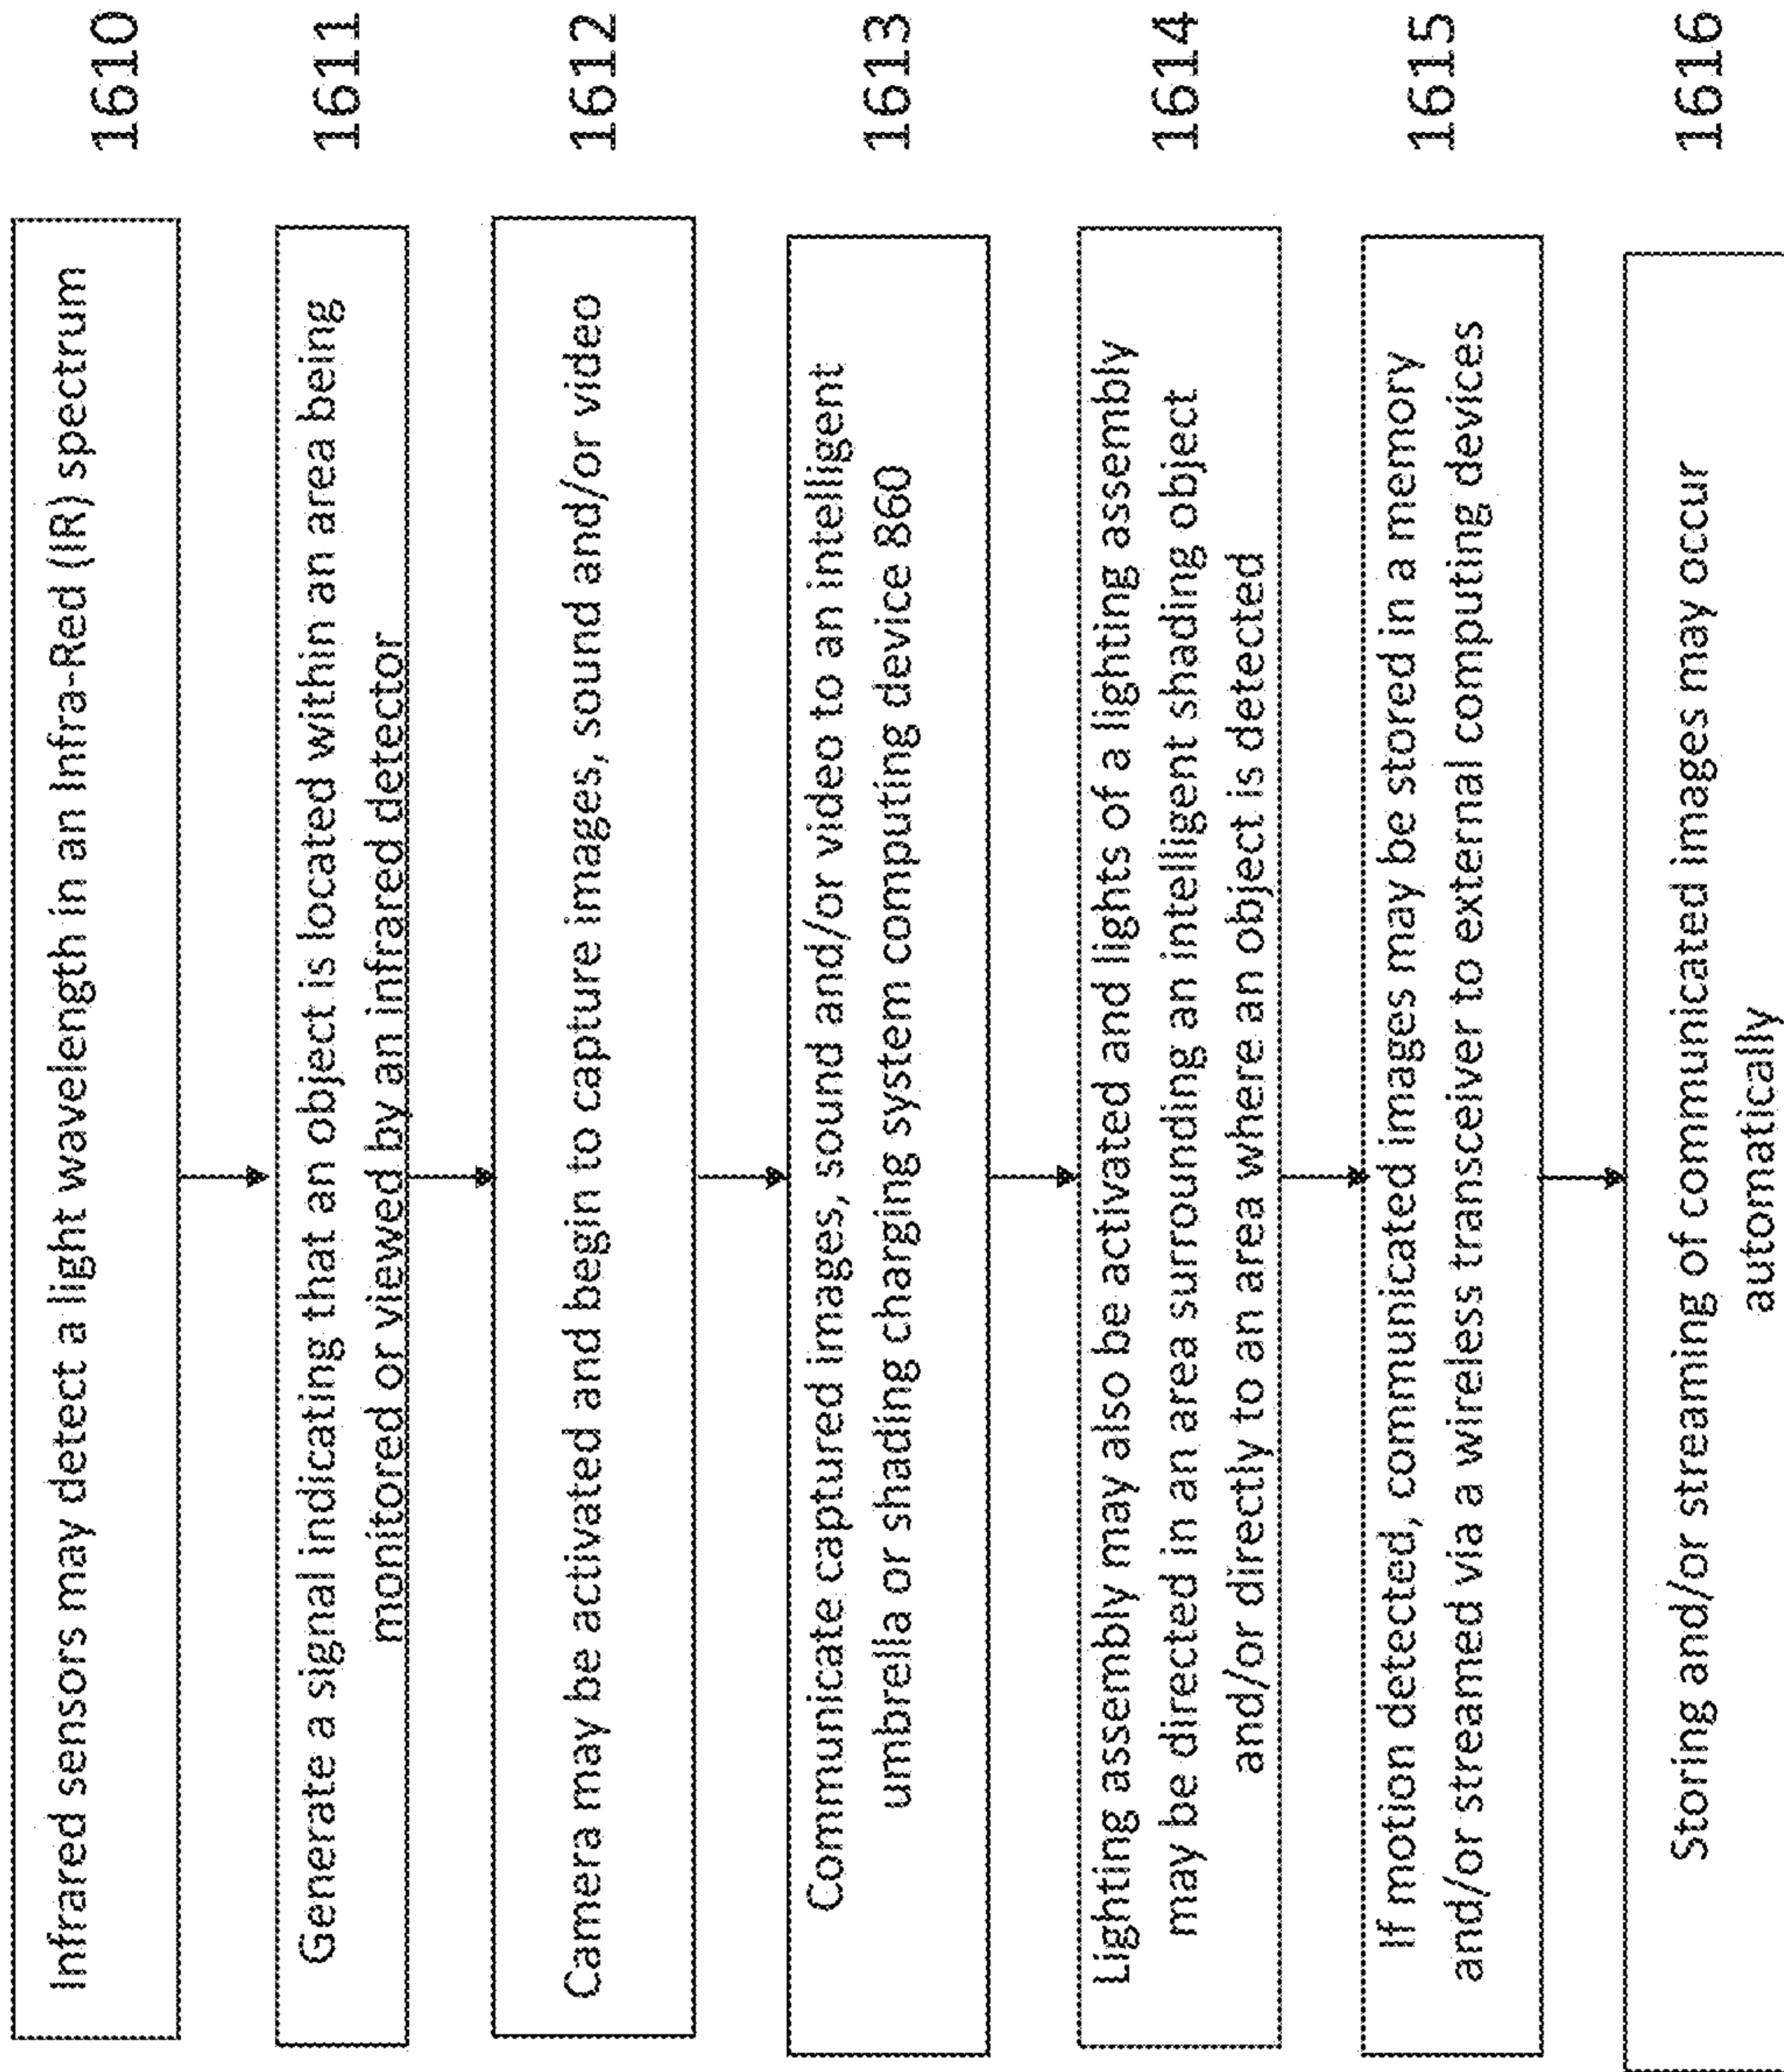 Infrared sensors may detect a light wavelength in an Infra-Red (IR) spectrum
1610
Generate a signal indicating that an object is located within an area being
monitored or viewed by an infrared detector
1611
Camera may be activated and begin to capture images, sound and/or video
1612
Communicate captured images, sound and/or video to an intelligent
umbrella or shading charging system computing device 860
1613
Lighting assembly may also be activated and lights of a lighting assembly
may be directed in an area surrounding an intelligent shading object
and/or directly to an area where an object is detected
1614
If motion detected, communicated images may be stored in a memory
and/or streamed via a wireless transceiver to external computing devices
1615
Storing and/or streaming of communicated images may occur
automatically
1616